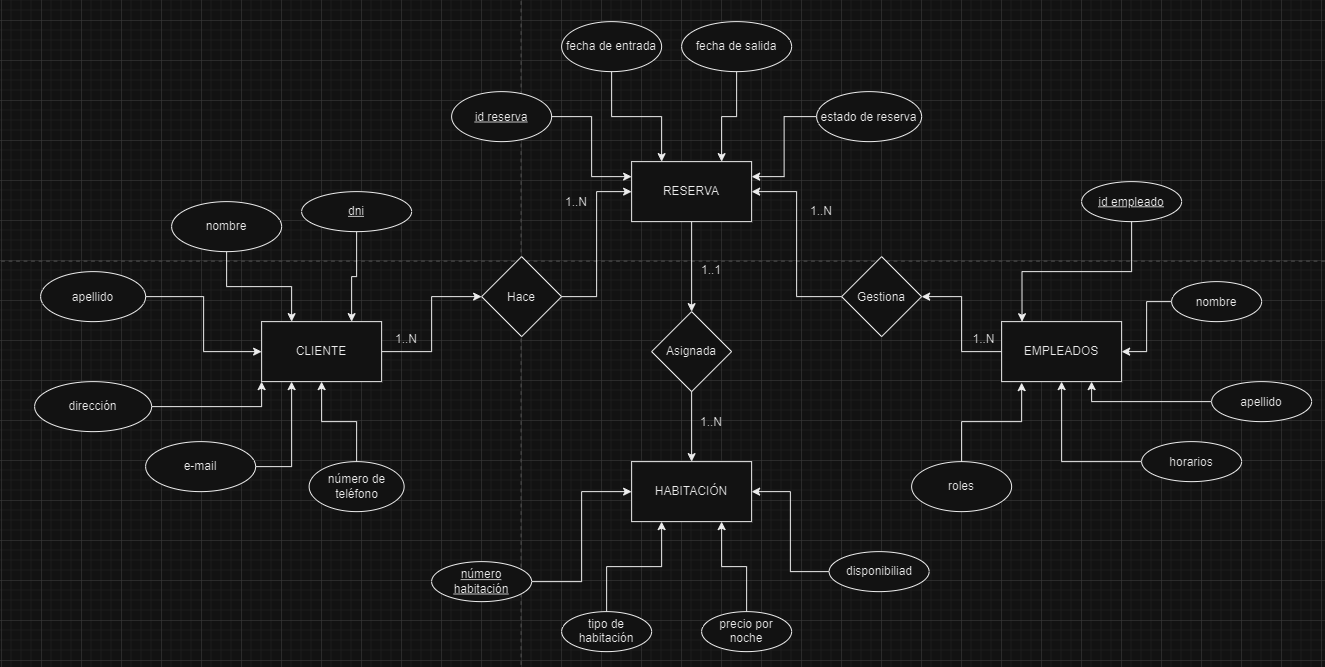 fecha de entrada
fecha de salida
id reserva
estado de reserva
RESERVA
1..N
1..N
id empleado
dni
nombre
1..1
apellido
Hace
Gestiona
nombre
1..N
1..N
CLIENTE
Asignada
EMPLEADOS
dirección
apellido
1..N
e-mail
número de
teléfono
roles
horarios
HABITACIÓN
número
habitación
disponibiliad
tipo de
habitación
precio por
noche